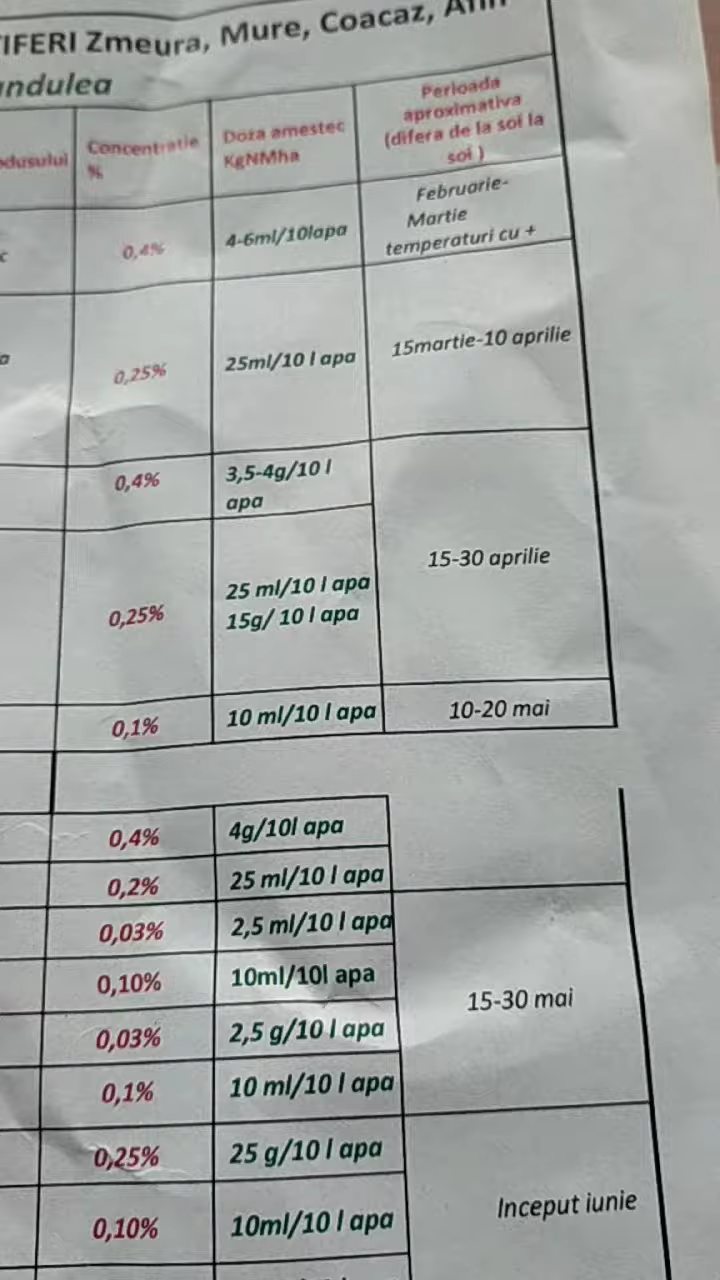 IFERI Zmeura, Mure, Coacaz,
ndulea
dusului
Concentratie
%
Doza amestec
KgNMha
Perioada
aproximativa
(difera de la soi la
soi )
c
0,4%
4-6ml/10lapa
Februarie-
Martie
temperaturi cu +
a
0,25%
25ml/10 l apa
15martie-10 aprilie
0,4%
3,5-4g/10 l
apa
0,25%
25 ml/10 l apa
15g/ 10 l apa
15-30 aprilie
0,1%
10 ml/10 l apa
10-20 mai
0,4%
4g/10l apa
0,2%
25 ml/10 l apa
0,03%
2,5 ml/10 l apa
0,10%
10ml/10l apa
15-30 mai
0,03%
2,5 g/10 l apa
0,1%
10 ml/10 l apa
0,25%
25 g/10 l apa
0,10%
10ml/10 l apa
Inceput iunie